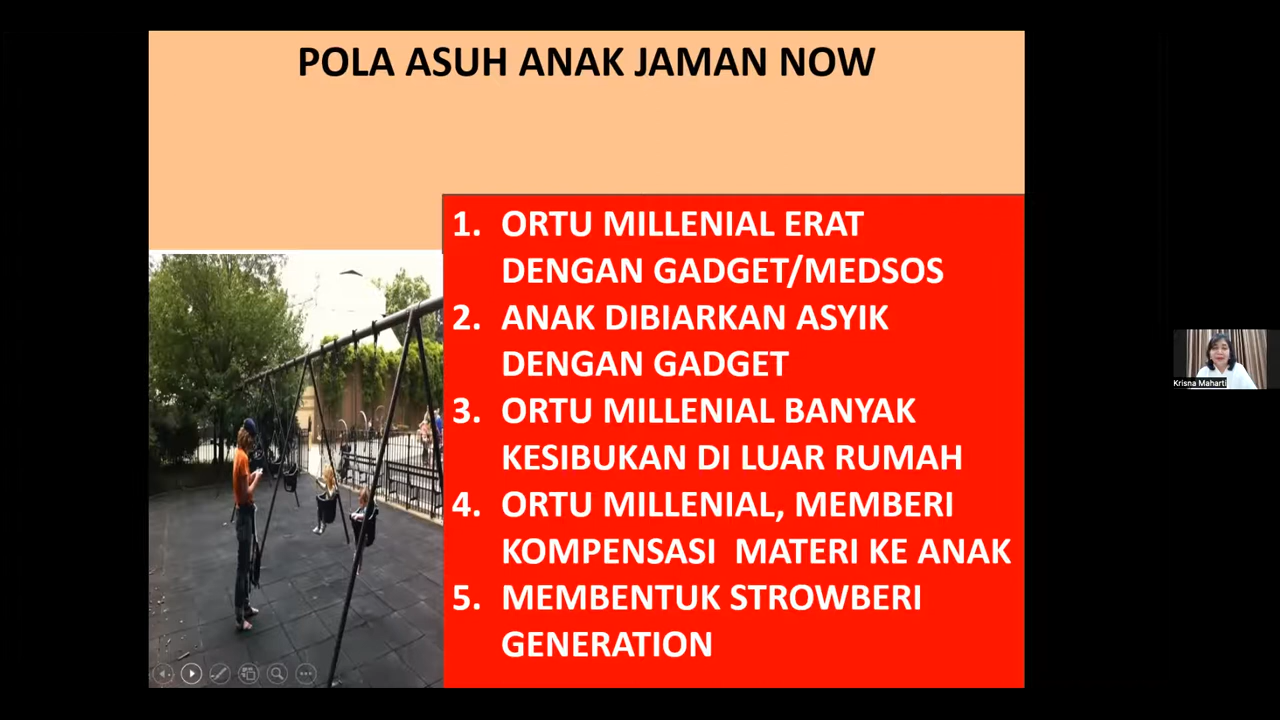 POLA ASUH ANAK JAMAN NOW
1. ORTU MILLENIAL ERAT
DENGAN GADGET/MEDSOS
2. ANAK DIBIARKAN ASYIK
DENGAN GADGET
3. ORTU MILLENIAL BANYAK
KESIBUKAN DI LUAR RUMAH
4. ORTU MILLENIAL, MEMBERI
KOMPENSASI MATERI KE ANAK
5. MEMBENTUK STROWBERI
GENERATION
Krisna Maharti